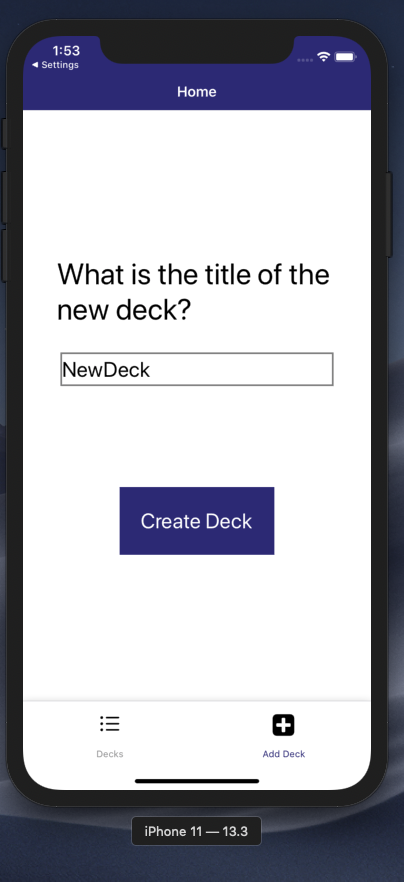 1:53
◀ Settings
Home
What is the title of the
new deck?
NewDeck
Create Deck
Decks
Add Deck
iPhone 11 — 13.3